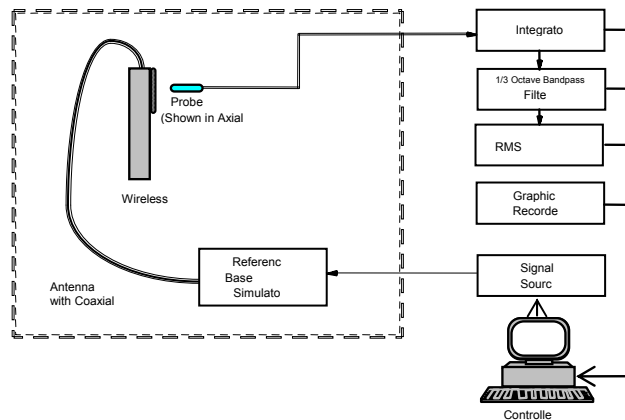 Integrato
1/3 Octave Bandpass
Filte
RMS
Graphic
Recorde
Probe
(Shown in Axial
Wireless
Referenc
Base
Simulato
Antenna
with Coaxial
Signal
Sourc
Controlle